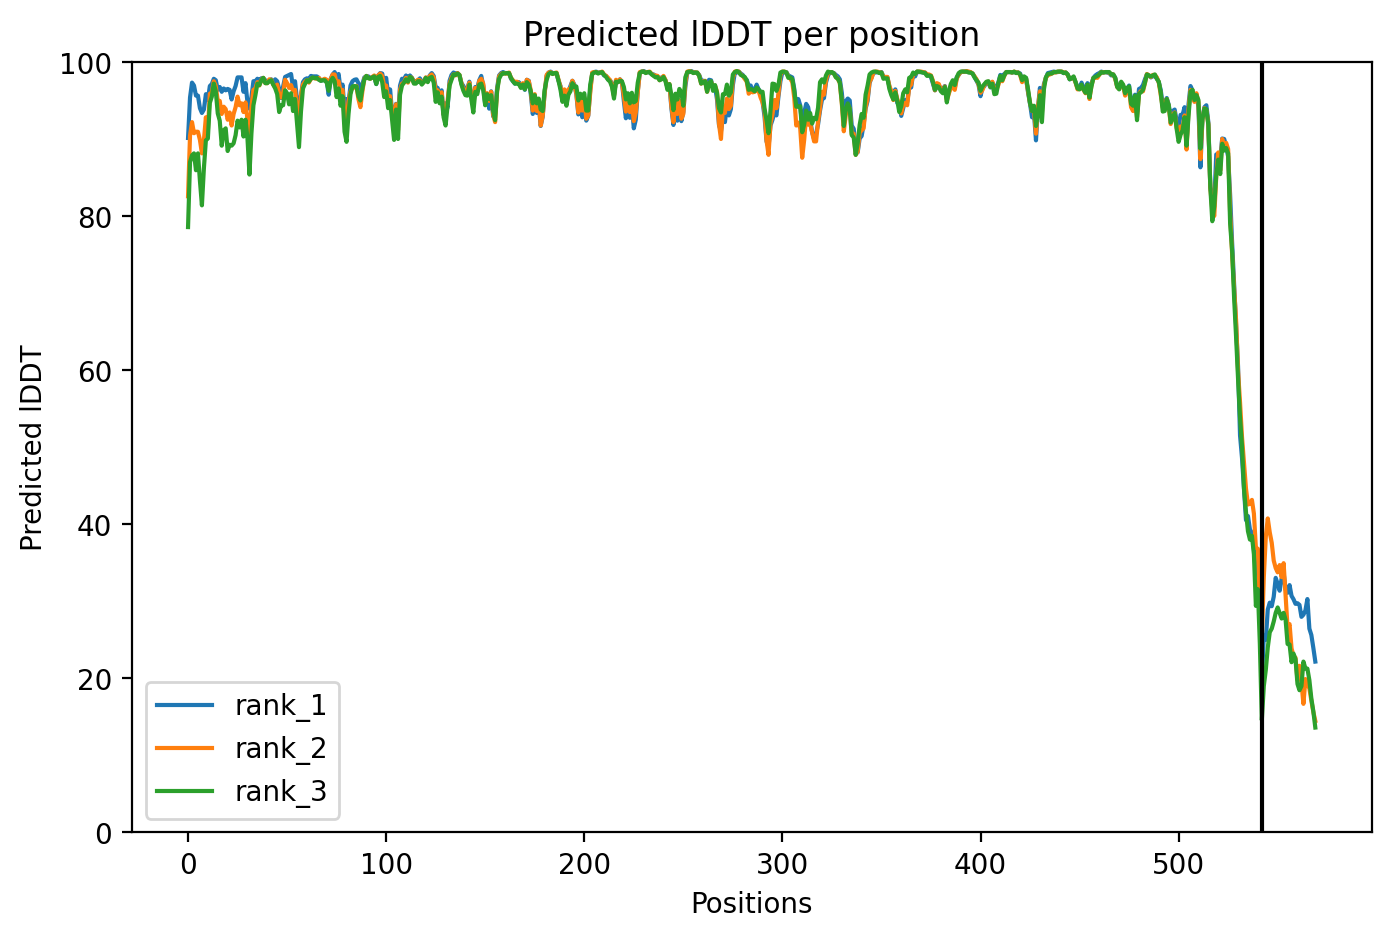 Predicted lDDT per position
100
80
60
40
20
0
Predicted lDDT
rank_1
rank_2
rank_3
0 100 200 300 400 500
Positions